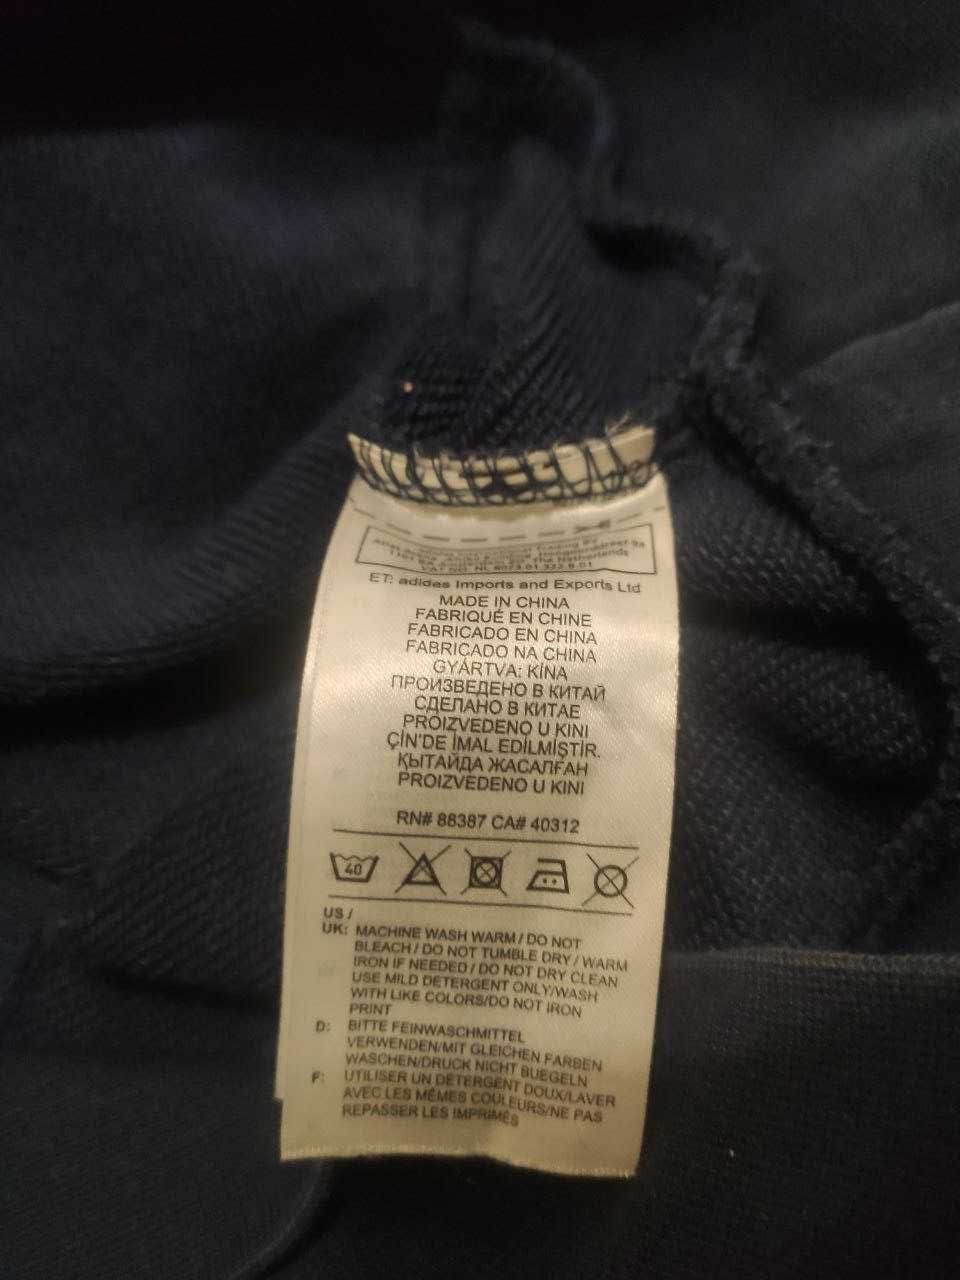 The Netherlands
VAT NO. NL
ET: adidas Imports and Exports Ltd
MADE IN CHINA
FABRIQUÉ EN CHINE
FABRICADO EN CHINA
FABRICADO NA CHINA
GYÁRTVA: KÍNA
ПРОИЗВЕДЕНО В КИТАЙ
СДЕЛАНО В КИТАЕ
PROIZVEDENO U KINI
ÇİN'DE İMAL EDİLMİŞTİR.
ҚЫТАЙДА ЖАСАЛҒАН
PROIZVEDENO U KINI
RN# 88387 CA# 40312
40
US /
UK: MACHINE WASH WARM / DO NOT
BLEACH / DO NOT TUMBLE DRY / WARM
IRON IF NEEDED / DO NOT DRY CLEAN
USE MILD DETERGENT ONLY/WASH
WITH LIKE COLORS/DO NOT IRON
PRINT
D: BITTE FEINWASCHMITTEL
VERWENDEN/MIT GLEICHEN FARBEN
WASCHEN/DRUCK NICHT BUEGELN
F: UTILISER UN DÉTERGENT DOUX/LAVER
AVEC LES MÊMES COULEURS/NE PAS
REPASSER LES IMPRIMÉS